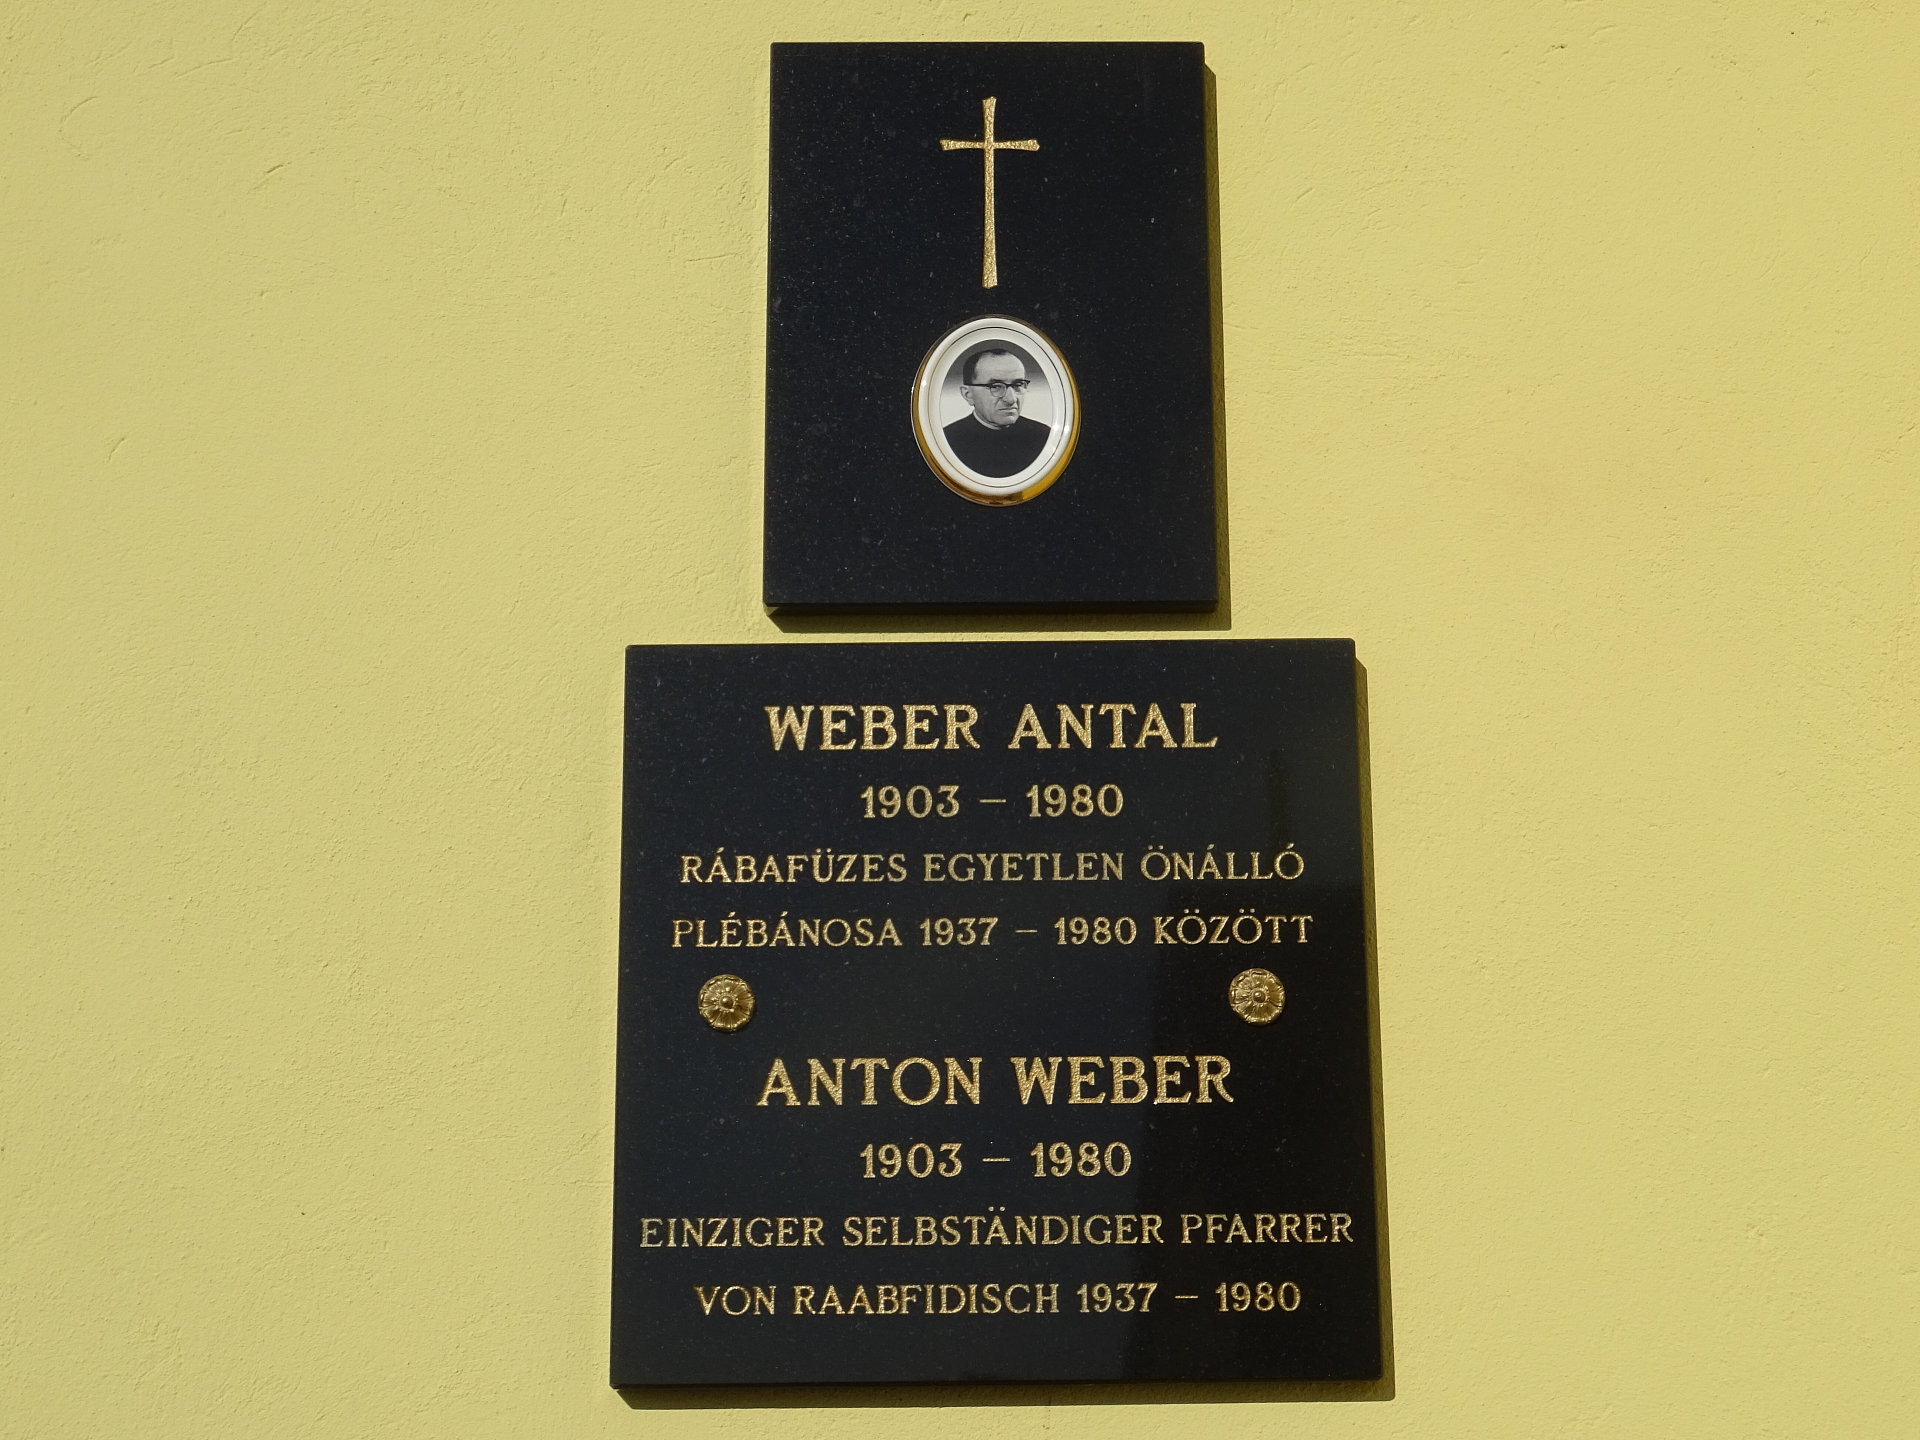 WEBER ANTAL
1903 – 1980
RÁBAFÜZES EGYETLEN ÖNÁLLÓ
PLÉBÁNOSA 1937 – 1980 KÖZÖTT
ANTON WEBER
1903 – 1980
EINZIGER SELBSTÄNDIGER PFARRER
VON RAABFIDISCH 1937 – 1980